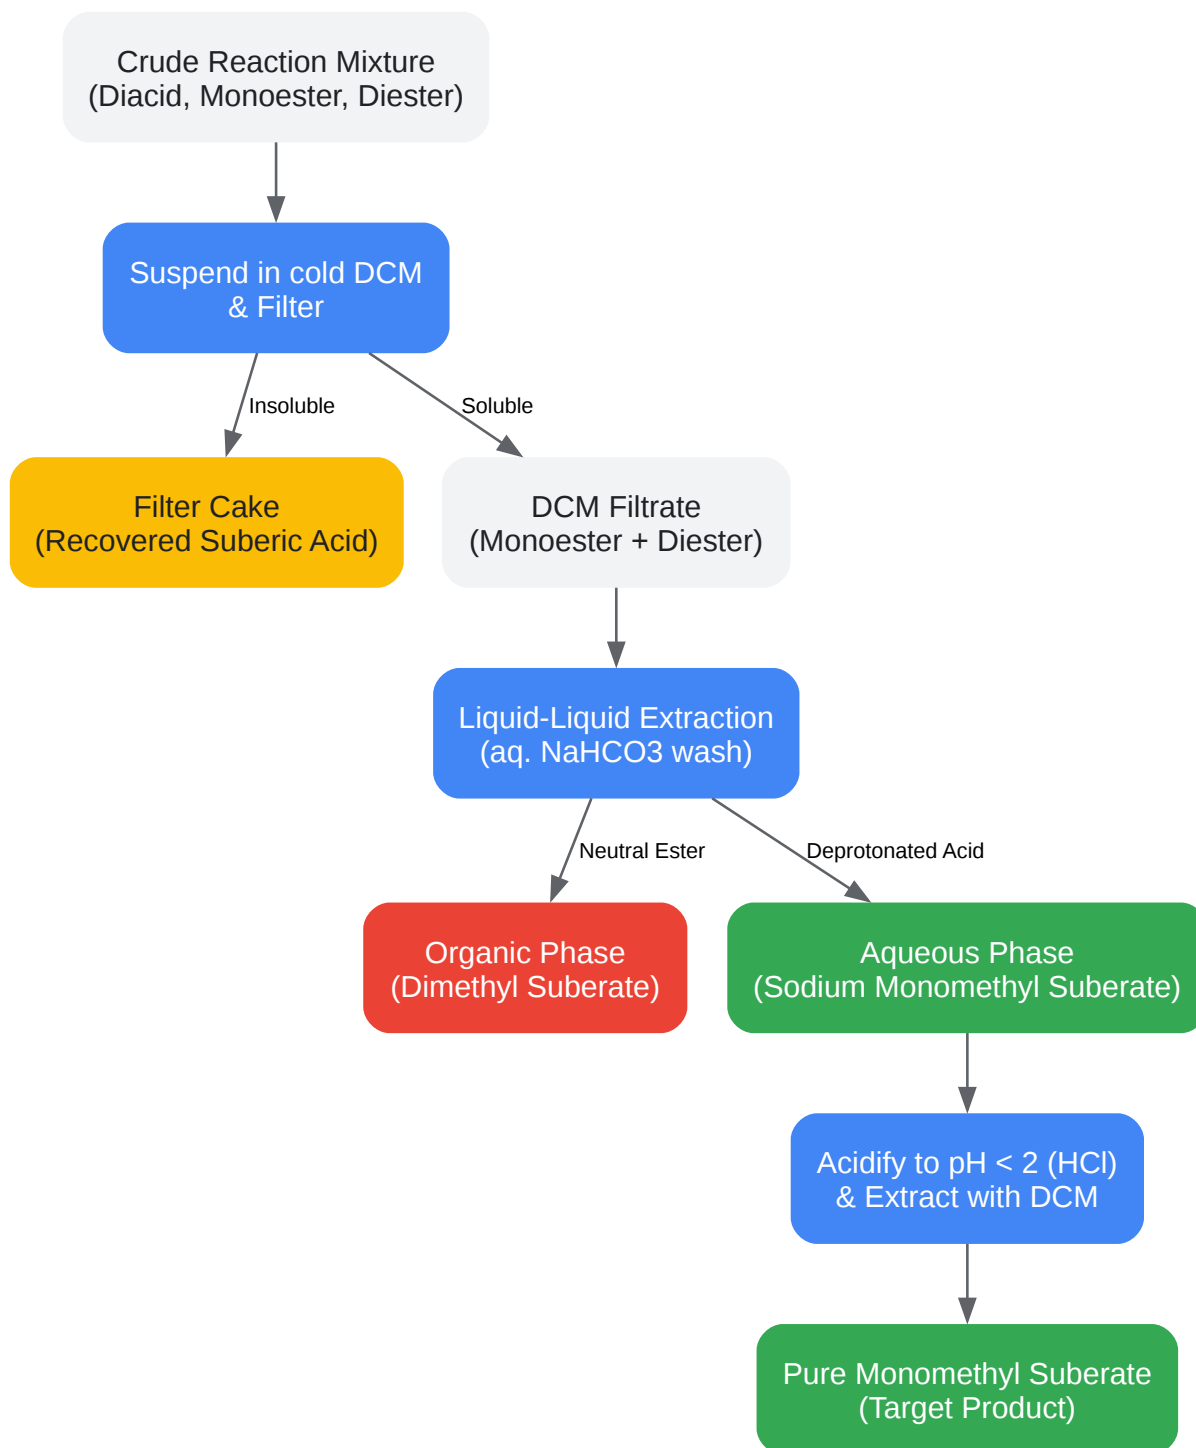 Crude Reaction Mixture
(Diacid, Monoester, Diester)
Suspend in cold DCM
& Filter
Insoluble
Soluble
Filter Cake
(Recovered Suberic Acid)
DCM Filtrate
(Monoester + Diester)
Liquid-Liquid Extraction
(aq. NaHCO3 wash)
Neutral Ester
Deprotonated Acid
Organic Phase
(Dimethyl Suberate)
Aqueous Phase
(Sodium Monomethyl Suberate)
Acidify to pH < 2 (HCl)
& Extract with DCM
Pure Monomethyl Suberate
(Target Product)